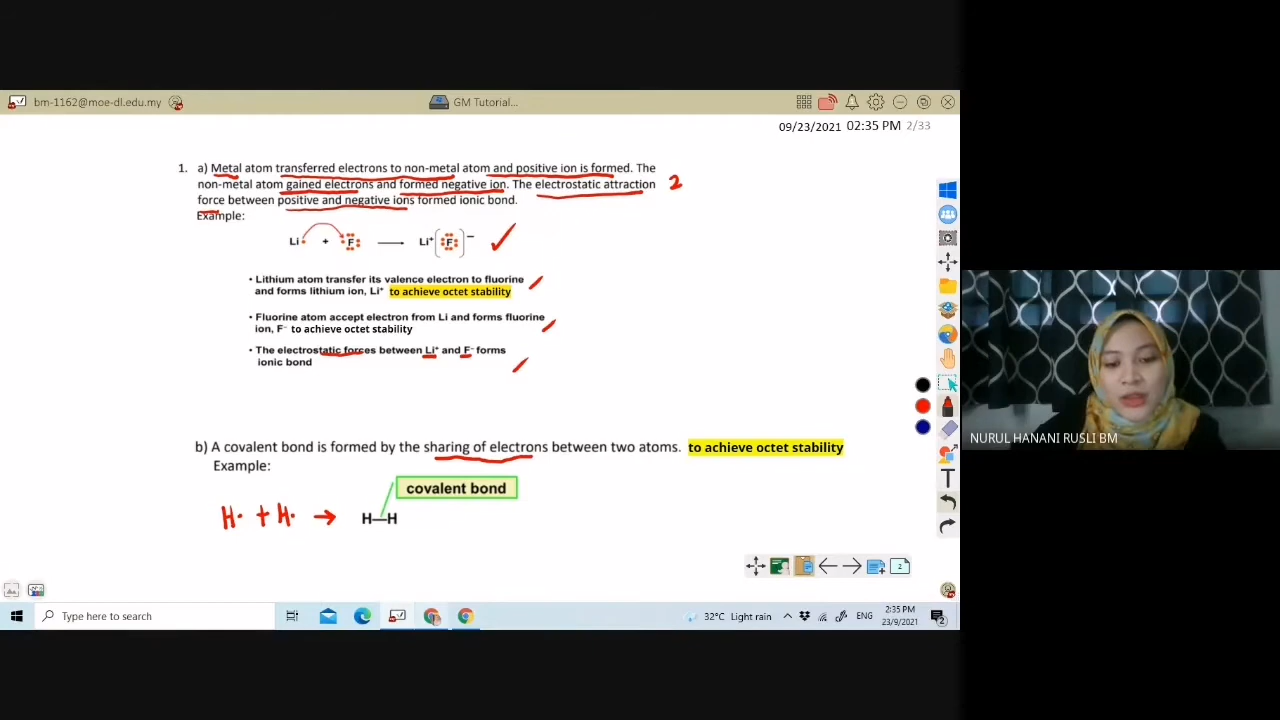 bm-1162@moe-dl.edu.my
GM Tutorial...
09/23/2021 02:35 PM 2/33
1. a) Metal atom transferred electrons to non-metal atom and positive ion is formed. The
non-metal atom gained electrons and formed negative ion. The electrostatic attraction
2
force between positive and negative ions formed ionic bond.
Example:
Li + F ⟶ Li⁺ [F]⁻
• Lithium atom transfer its valence electron to fluorine
and forms lithium ion, Li⁺ to achieve octet stability
• Fluorine atom accept electron from Li and forms fluorine
ion, F⁻ to achieve octet stability
• The electrostatic forces between Li⁺ and F⁻ forms
ionic bond
b) A covalent bond is formed by the sharing of electrons between two atoms. to achieve octet stability
Example:
covalent bond
H· + H· → H—H
NURUL HANANI RUSLI BM
T
2
Type here to search
32°C Light rain
ENG
2:35 PM
23/9/2021
2